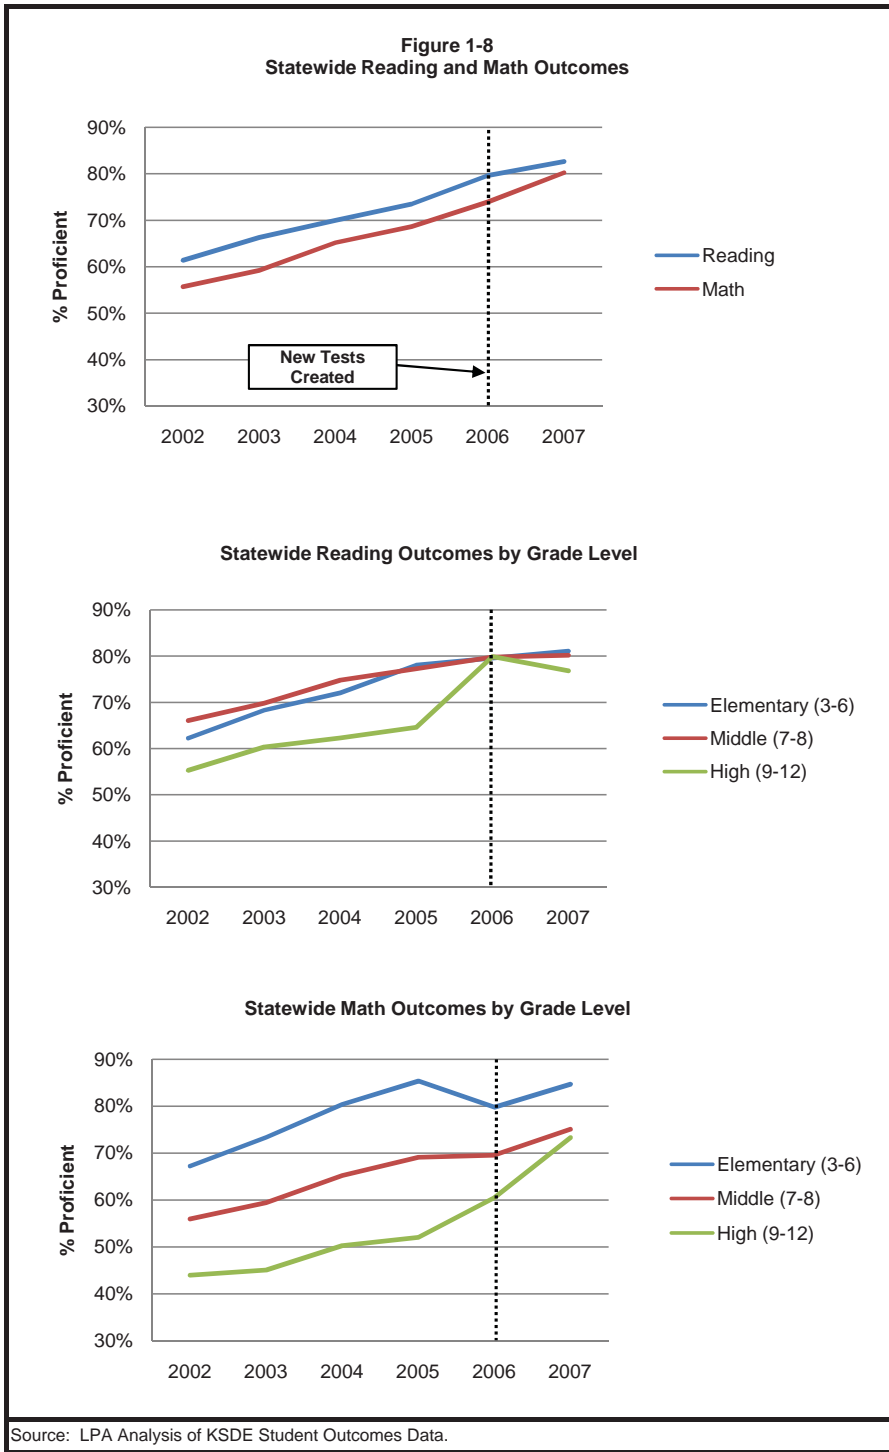 Figure 1-8
Statewide Reading and Math Outcomes
90%
80%
70%
60%
50%
40%
30%
% Proficient
New Tests
Created
2002 2003 2004 2005 2006 2007
Reading
Math
Statewide Reading Outcomes by Grade Level
90%
80%
70%
60%
50%
40%
30%
% Proficient
2002 2003 2004 2005 2006 2007
Elementary (3-6)
Middle (7-8)
High (9-12)
Statewide Math Outcomes by Grade Level
90%
80%
70%
60%
50%
40%
30%
% Proficient
2002 2003 2004 2005 2006 2007
Elementary (3-6)
Middle (7-8)
High (9-12)
Source: LPA Analysis of KSDE Student Outcomes Data.